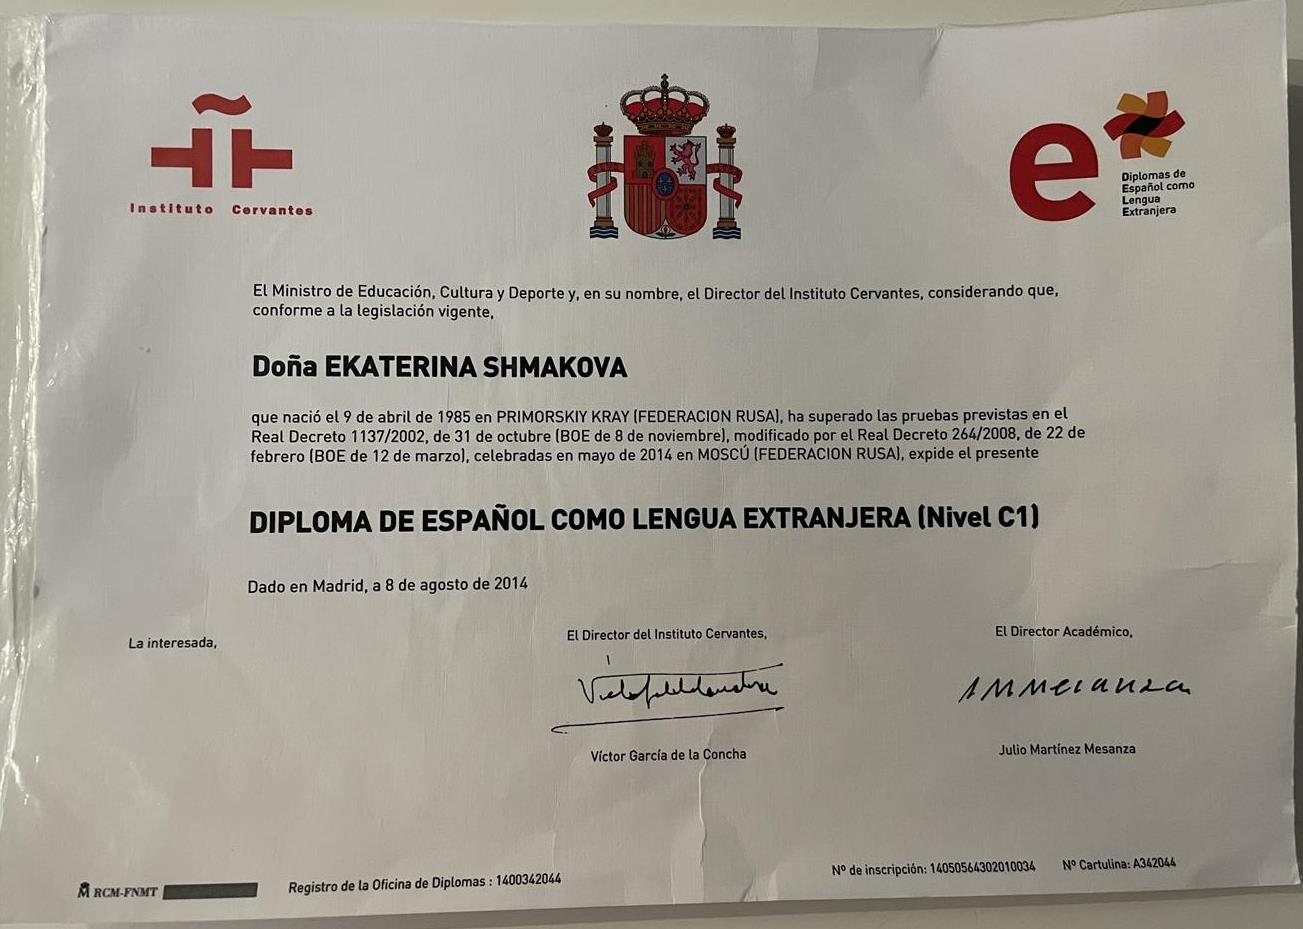 Instituto Cervantes
e
Diplomas de
Español como
Lengua
Extranjera
El Ministro de Educación, Cultura y Deporte y, en su nombre, el Director del Instituto Cervantes, considerando que,
conforme a la legislación vigente,
Doña EKATERINA SHMAKOVA
que nació el 9 de abril de 1985 en PRIMORSKIY KRAY (FEDERACION RUSA), ha superado las pruebas previstas en el
Real Decreto 1137/2002, de 31 de octubre (BOE de 8 de noviembre), modificado por el Real Decreto 264/2008, de 22 de
febrero (BOE de 12 de marzo), celebradas en mayo de 2014 en MOSCÚ (FEDERACION RUSA), expide el presente
DIPLOMA DE ESPAÑOL COMO LENGUA EXTRANJERA (Nivel C1)
Dado en Madrid, a 8 de agosto de 2014
La interesada,
El Director del Instituto Cervantes,
El Director Académico,
Víctor García de la Concha
Julio Martínez Mesanza
RCM-FNMT
Registro de la Oficina de Diplomas : 1400342044
Nº de inscripción: 14050564302010034
Nº Cartulina: A342044